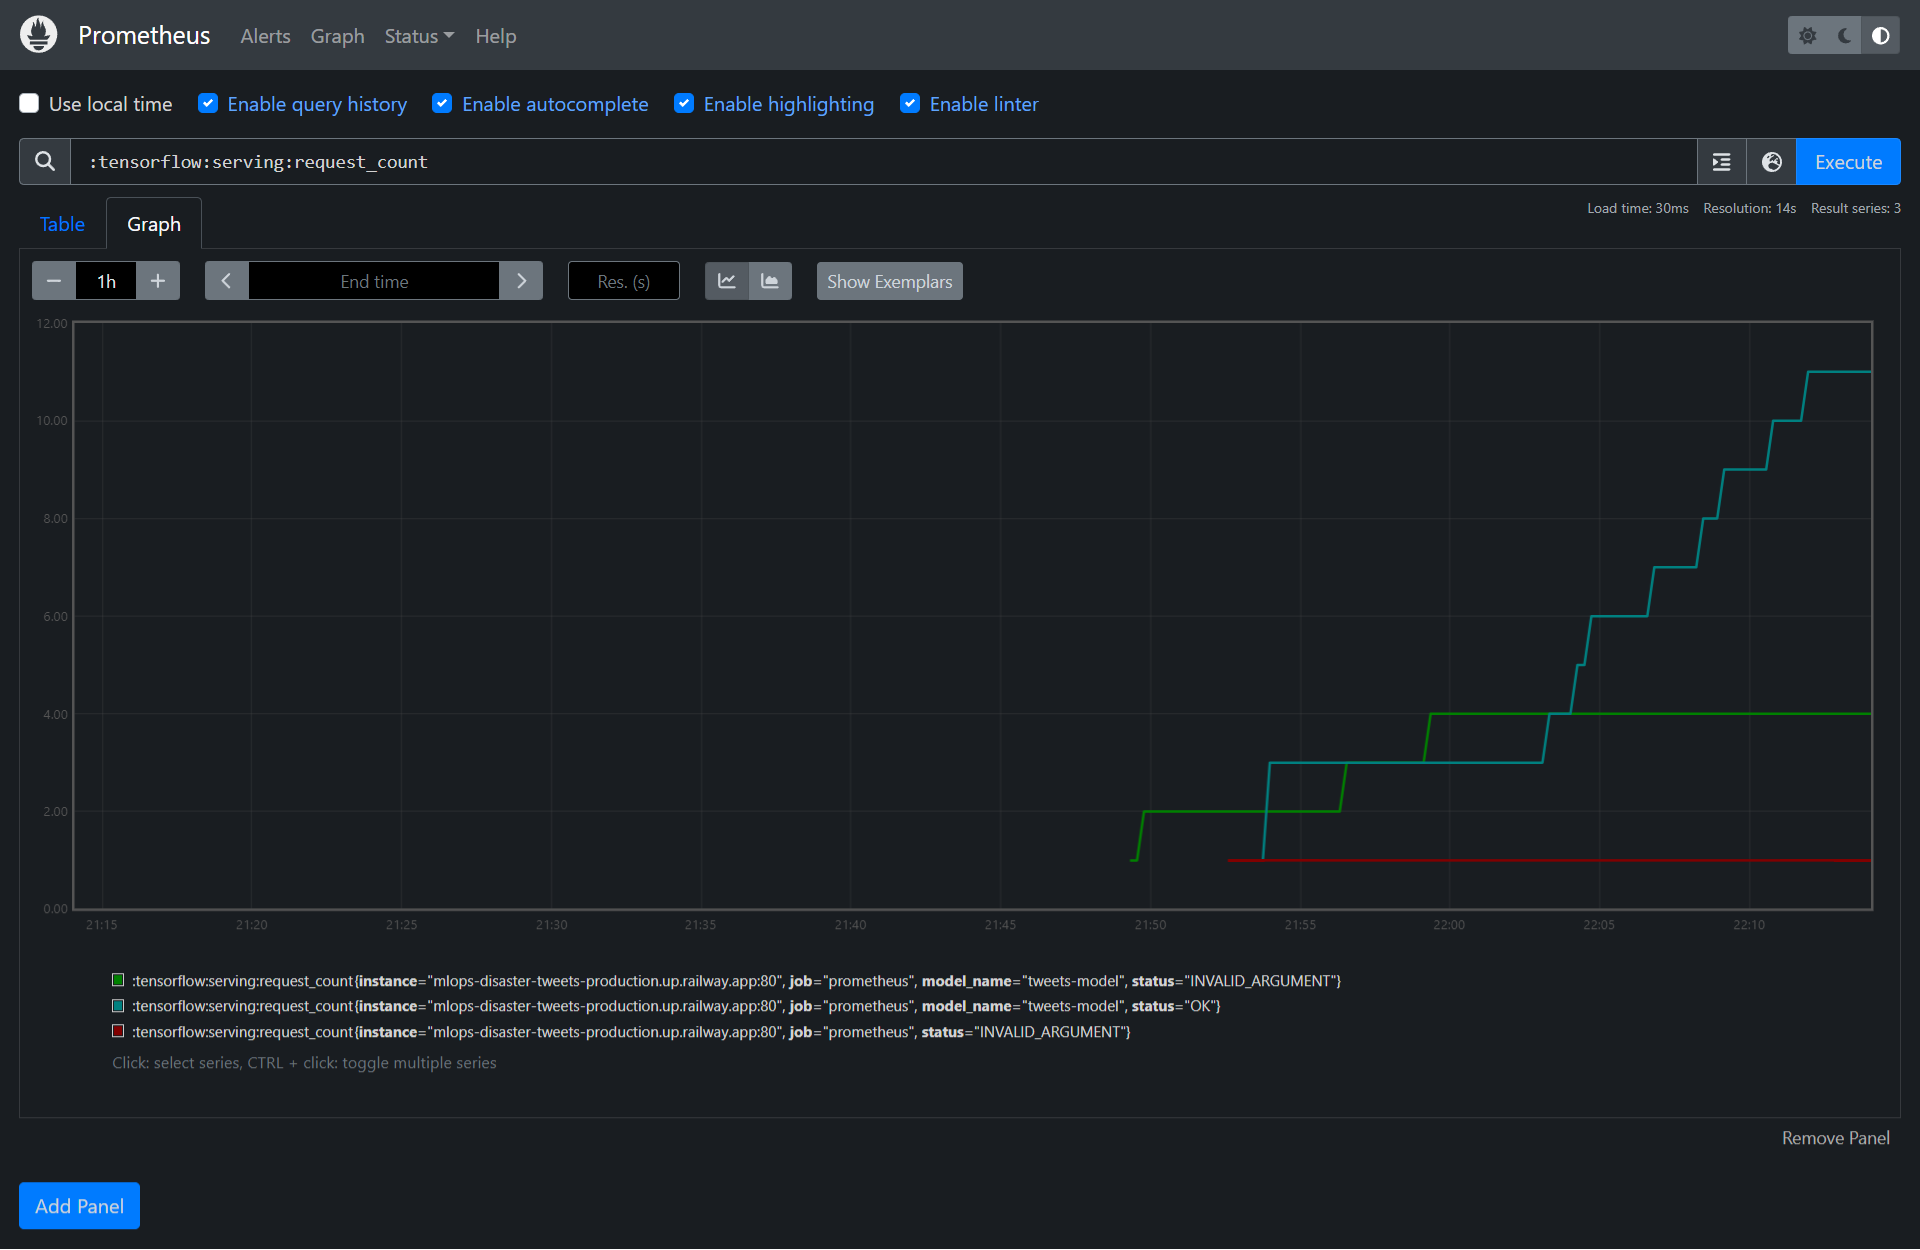 Prometheus Alerts Graph Status Help
Use local time Enable query history Enable autocomplete Enable highlighting Enable linter
:tensorflow:serving:request_count Execute
Load time: 30ms Resolution: 14s Result series: 3
Table Graph
1h End time Res. (s) Show Exemplars
12.00
10.00
8.00
6.00
4.00
2.00
0.00
21:15 21:20 21:25 21:30 21:35 21:40 21:45 21:50 21:55 22:00 22:05 22:10
:tensorflow:serving:request_count{instance="mlops-disaster-tweets-production.up.railway.app:80", job="prometheus", model_name="tweets-model", status="INVALID_ARGUMENT"}
:tensorflow:serving:request_count{instance="mlops-disaster-tweets-production.up.railway.app:80", job="prometheus", model_name="tweets-model", status="OK"}
:tensorflow:serving:request_count{instance="mlops-disaster-tweets-production.up.railway.app:80", job="prometheus", status="INVALID_ARGUMENT"}
Click: select series, CTRL + click: toggle multiple series
Remove Panel
Add Panel